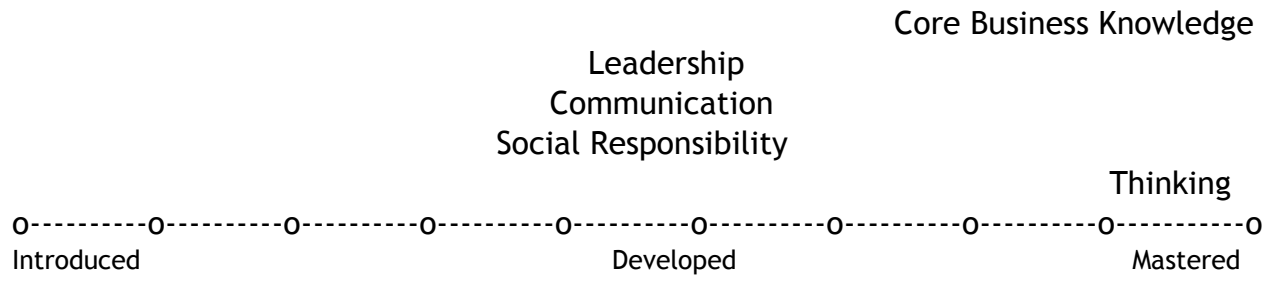 Core Business Knowledge
Leadership
Communication
Social Responsibility
Thinking
o----------o----------o----------o----------o----------o----------o----------o----------o-----------o
Introduced Developed Mastered